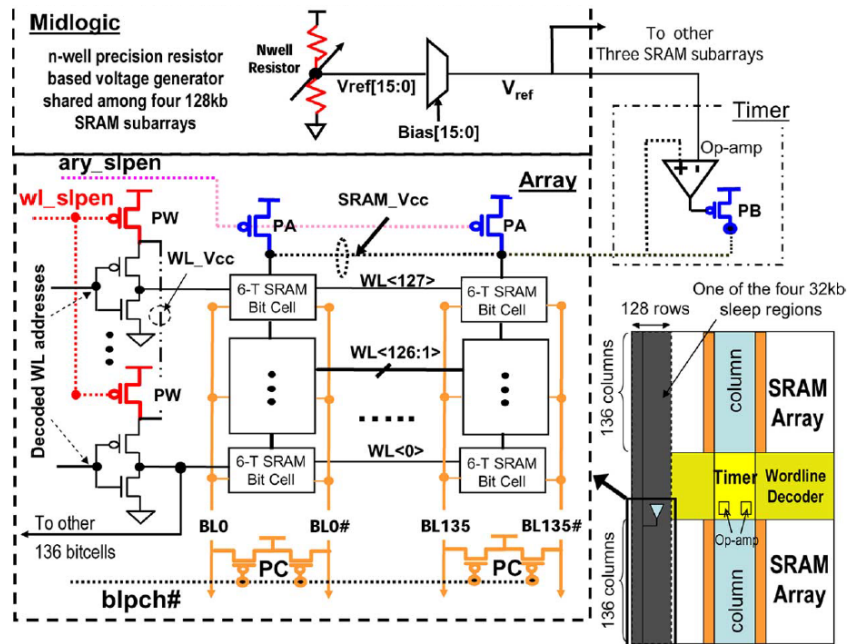 Midlogic
n-well precision resistor
based voltage generator
shared among four 128kb
SRAM subarrays
Nwell
Resistor
Vref[15:0]
Bias[15:0]
Vref
To other
Three SRAM subarrays
Timer
Op-amp
+ -
PB
ary_slpen
Array
wl_slpen
PW
PA
SRAM_Vcc
PA
WL_Vcc
Decoded WL addresses
6-T SRAM
Bit Cell
WL<127>
6-T SRAM
Bit Cell
WL<126:1>
PW
6-T SRAM
Bit Cell
WL<0>
6-T SRAM
Bit Cell
To other
136 bitcells
BL0
BL0#
BL135
BL135#
PC
PC
blpch#
128 rows
One of the four 32kb
sleep regions
136 columns
column
SRAM
Array
Timer
Wordline
Decoder
Op-amp
136 columns
column
SRAM
Array